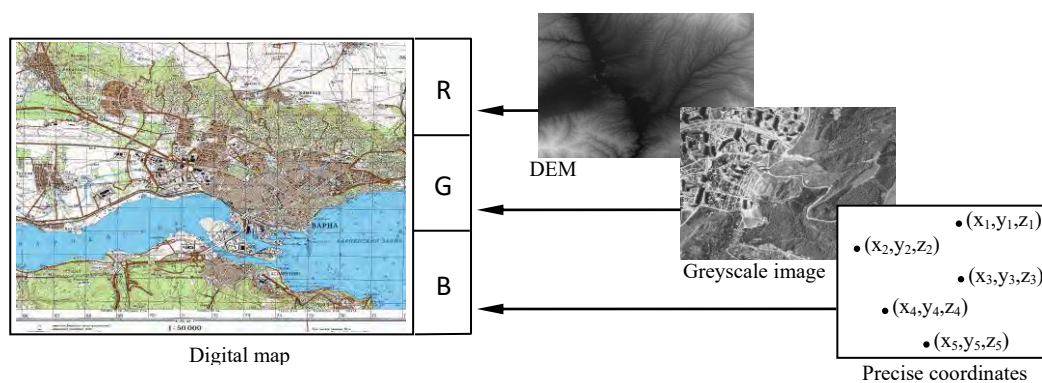 R
G
B
ВАРНА
1 : 50 000
Digital map
DEM
Greyscale image
(x₁,y₁,z₁)
(x₂,y₂,z₂)
(x₃,y₃,z₃)
(x₄,y₄,z₄)
(x₅,y₅,z₅)
Precise coordinates